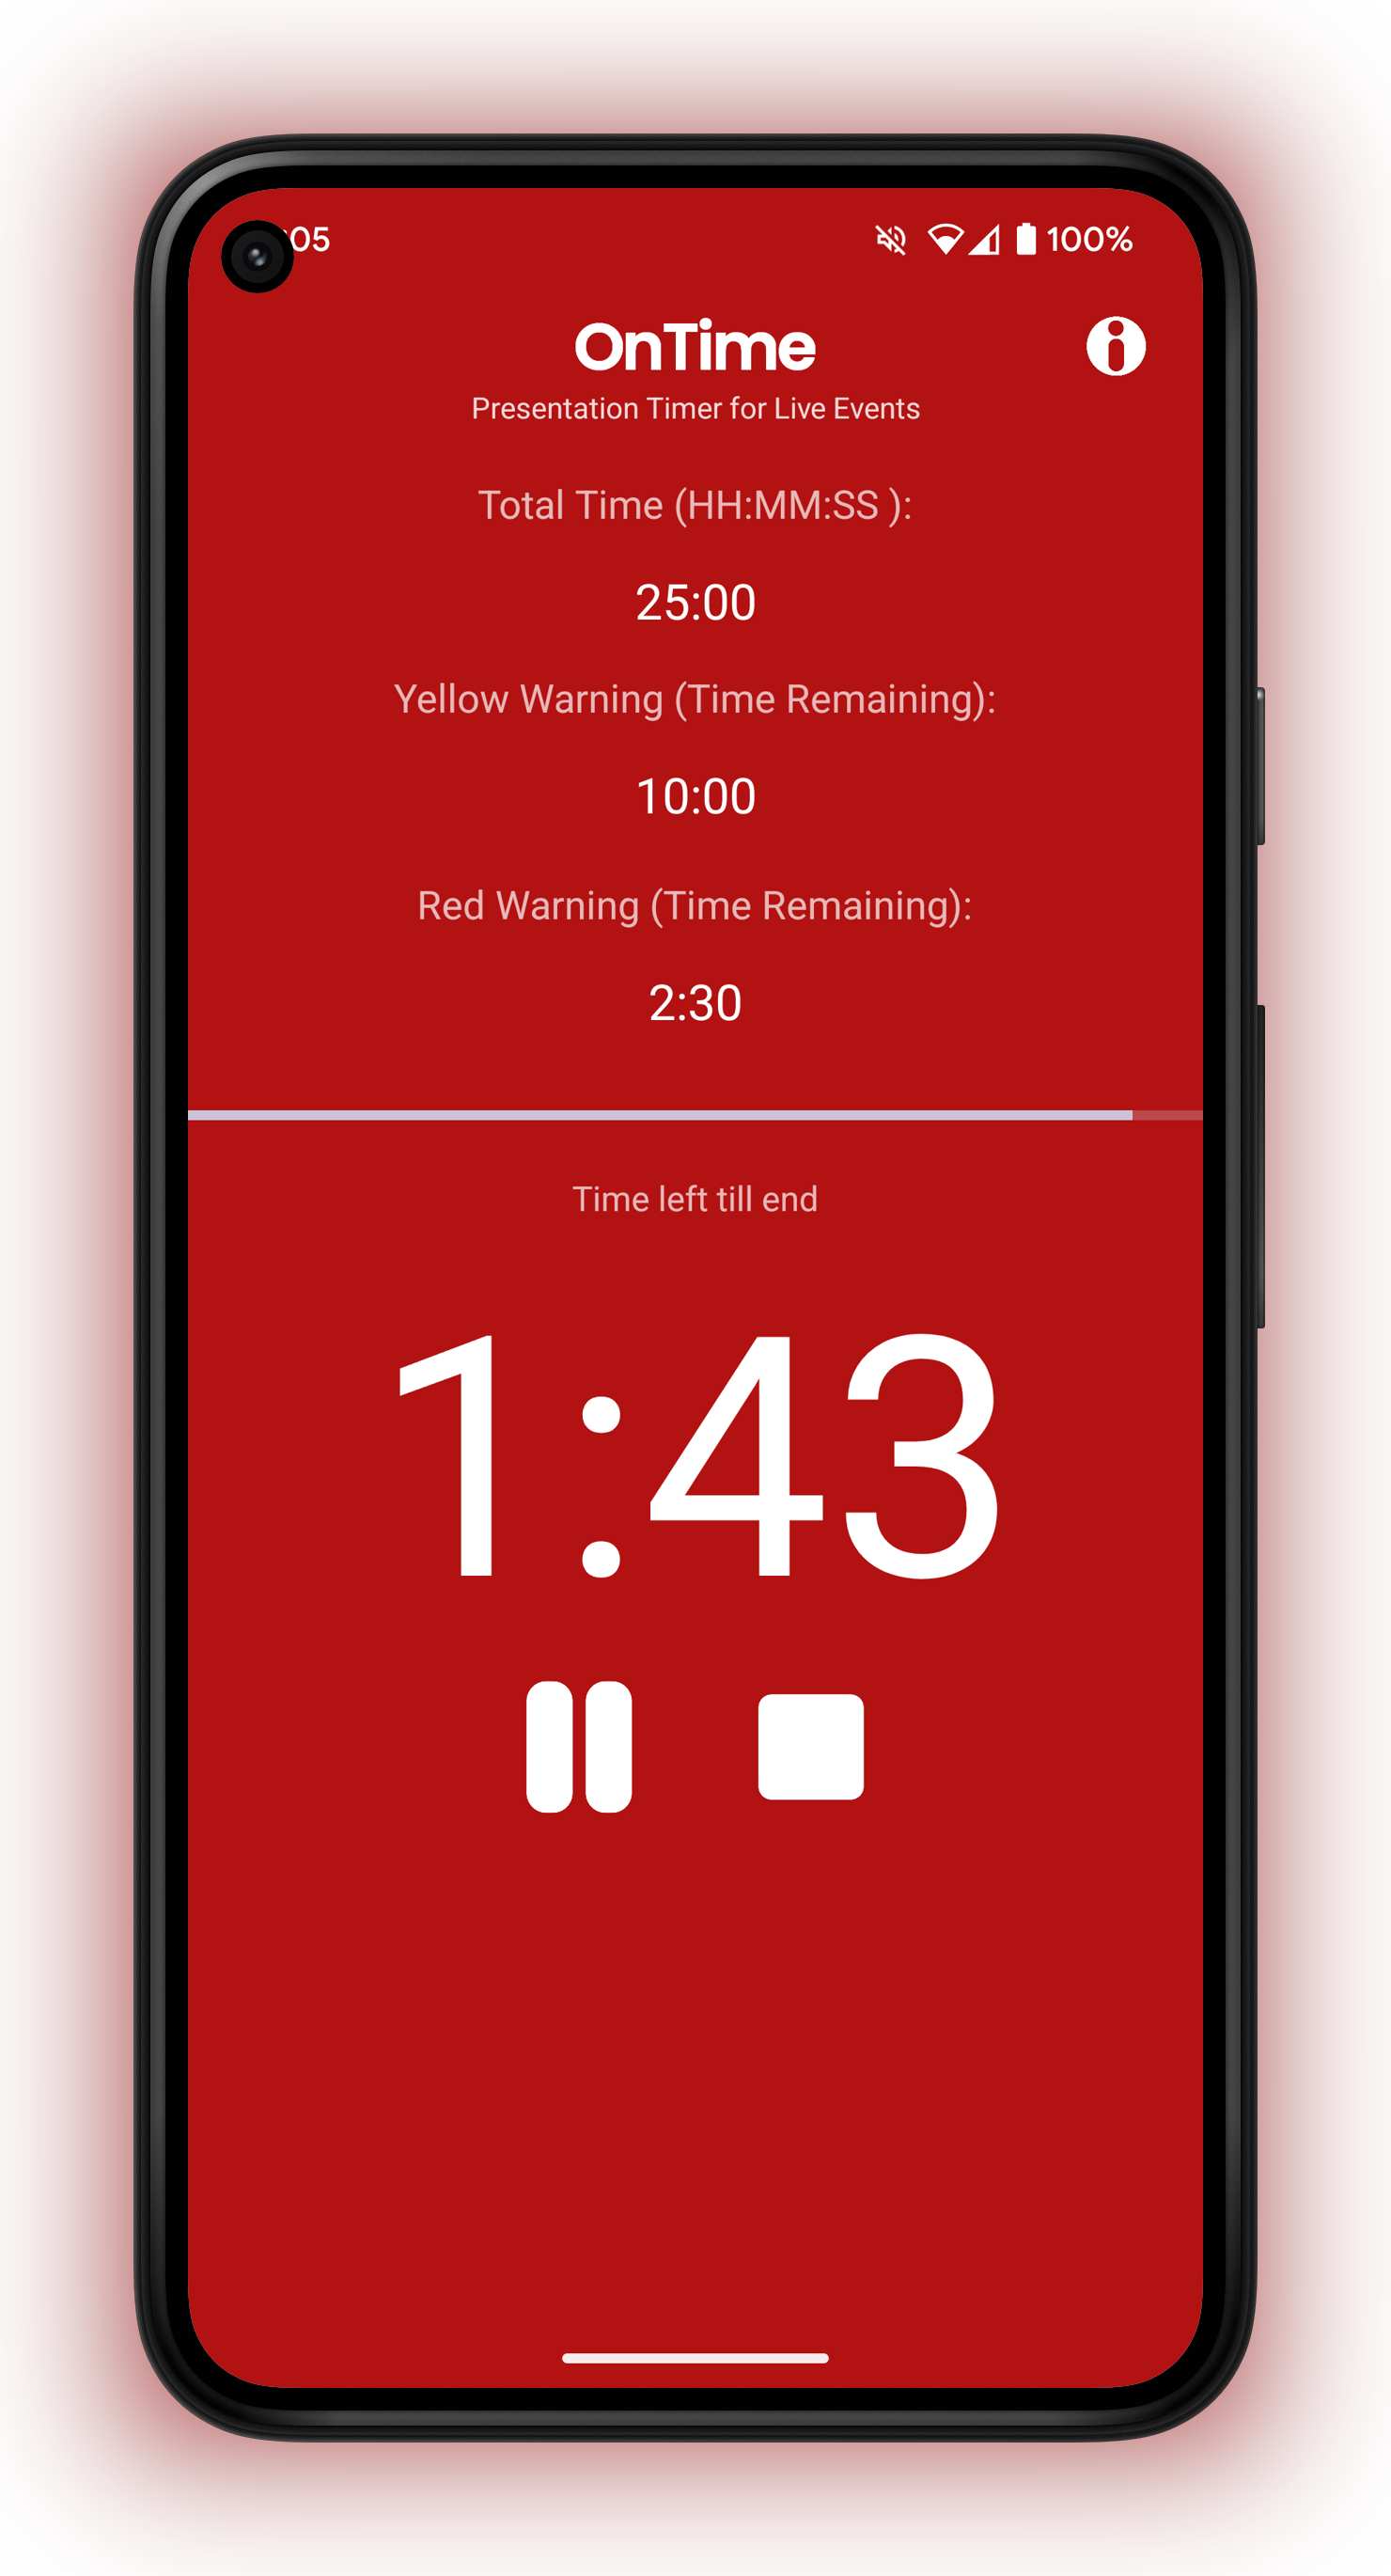 :05 100%
OnTime
Presentation Timer for Live Events
Total Time (HH:MM:SS ):
25:00
Yellow Warning (Time Remaining):
10:00
Red Warning (Time Remaining):
2:30
Time left till end
1:43